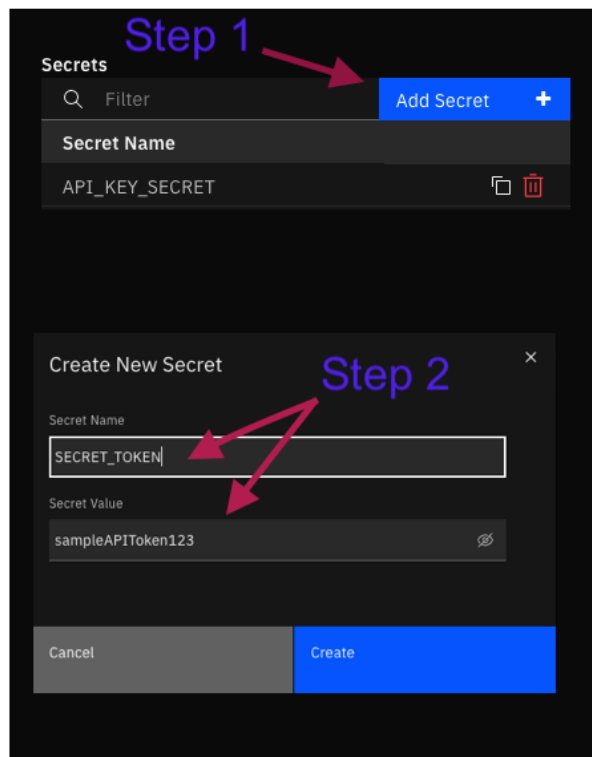 Step 1
Secrets
Filter
Add Secret +
Secret Name
API_KEY_SECRET
Create New Secret
Step 2
Secret Name
SECRET_TOKEN
Secret Value
sampleAPIToken123
Cancel
Create